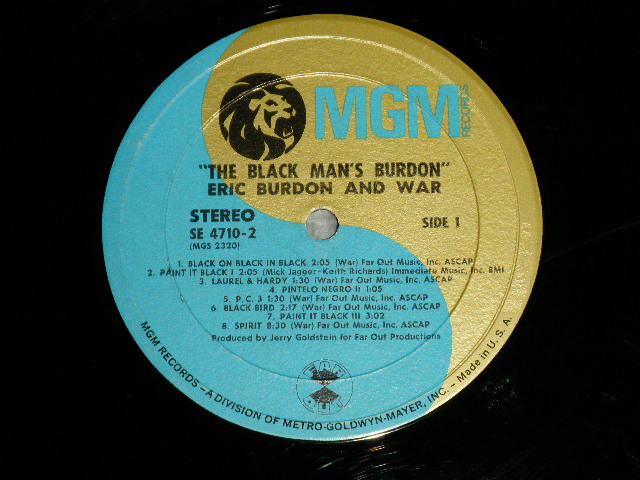 MGM
RECORDS
"THE BLACK MAN'S BURDON"
ERIC BURDON AND WAR
STEREO
SE 4710-2
(MGS 2320)
SIDE 1
1. BLACK ON BLACK IN BLACK 2:05 (War) Far Out Music, Inc. ASCAP
2. PAINT IT BLACK I 2:05 (Mick Jagger-Keith Richards) Immediate Music, Inc. BMI
3. LAUREL & HARDY 1:30 (War) Far Out Music, Inc. ASCAP
4. PINTELO NEGRO II 1:05
5. P. C. 3 1:30 (War) Far Out Music, Inc. ASCAP
6. BLACK BIRD 2:17 (War) Far Out Music, Inc. ASCAP
7. PAINT IT BLACK III 3:02
8. SPIRIT 8:30 (War) Far Out Music, Inc. ASCAP
Produced by Jerry Goldstein for Far Out Productions
MGM RECORDS – A DIVISION OF METRO-GOLDWYN-MAYER, INC. – Made in U. S. A.